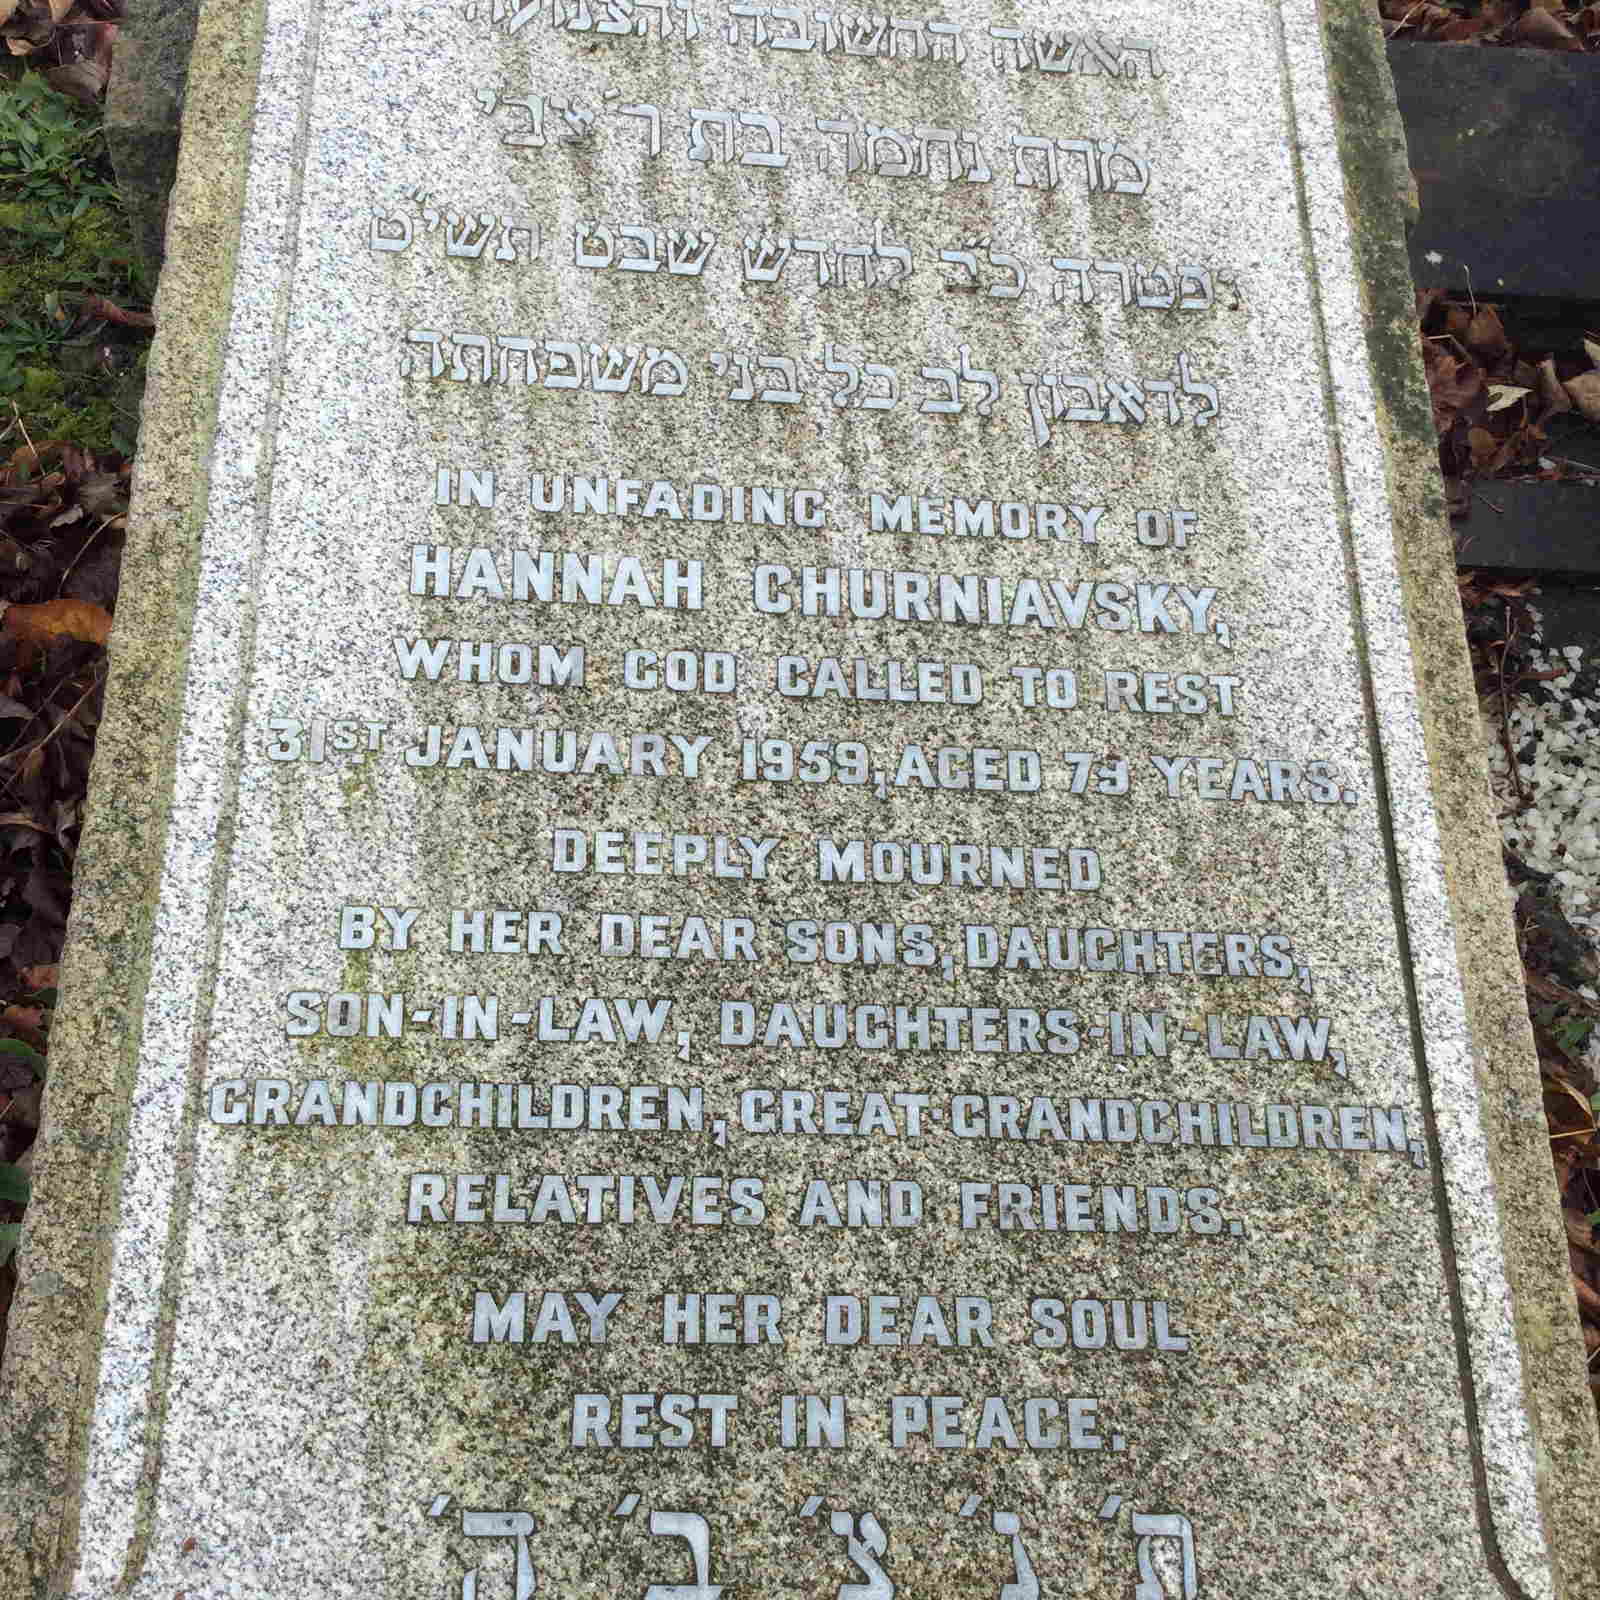 האשה החשובה והצנועה
מרת נחמה בת ר׳ צבי
נפטרה כ״ב לחדש שבט תשי״ט
לדאבון לב כל בני משפחתה
IN UNFADING MEMORY OF
HANNAH CHURNIAVSKY,
WHOM GOD CALLED TO REST
31ST JANUARY 1959, AGED 73 YEARS.
DEEPLY MOURNED
BY HER DEAR SONS, DAUGHTERS,
SON-IN-LAW, DAUGHTERS-IN-LAW,
GRANDCHILDREN, GREAT-GRANDCHILDREN,
RELATIVES AND FRIENDS.
MAY HER DEAR SOUL
REST IN PEACE.
ת׳ נ׳ צ׳ ב׳ ה׳